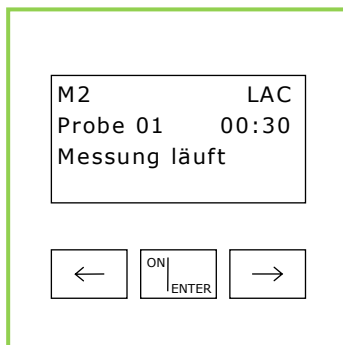 M2 LAC
Probe 01 00:30
Messung läuft
← ON ENTER →